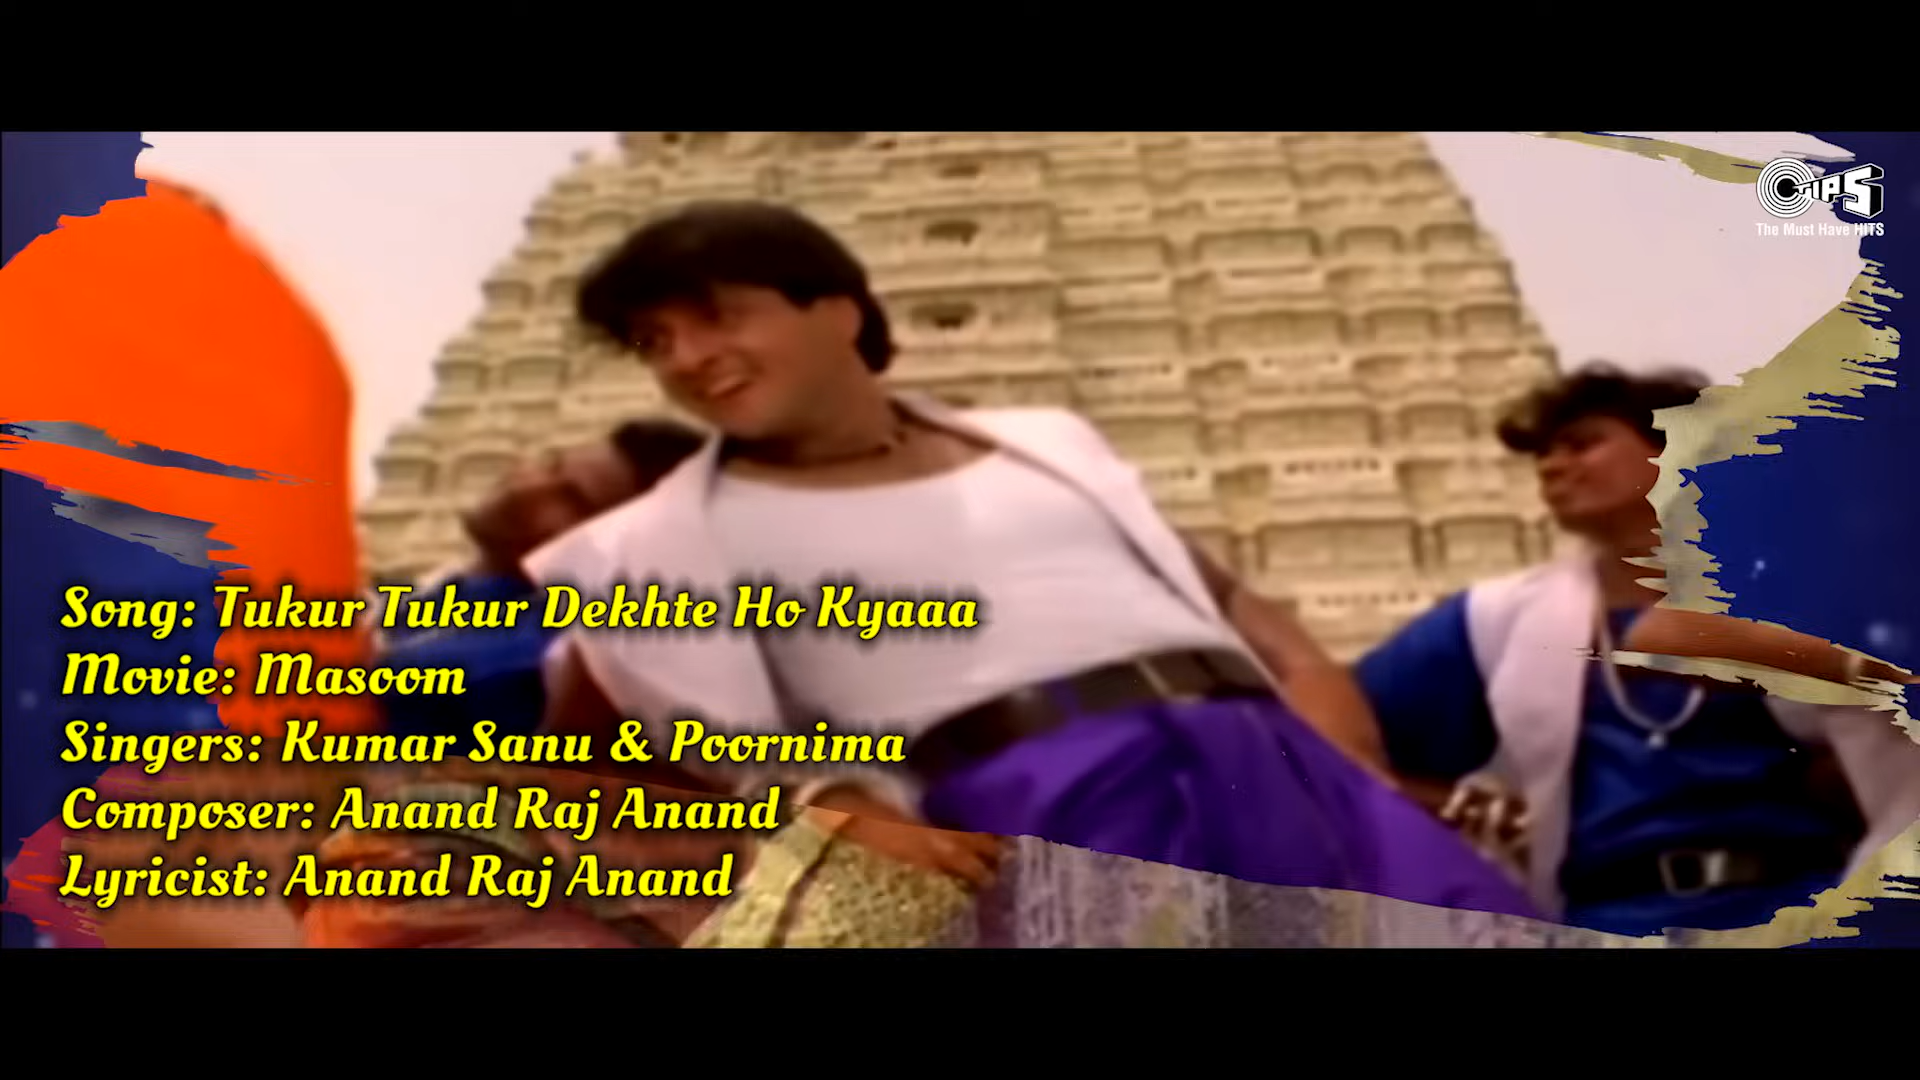 TIPS
The Must Have HITS
Song: Tukur Tukur Dekhte Ho Kyaaa
Movie: Masoom
Singers: Kumar Sanu & Poornima
Composer: Anand Raj Anand
Lyricist: Anand Raj Anand